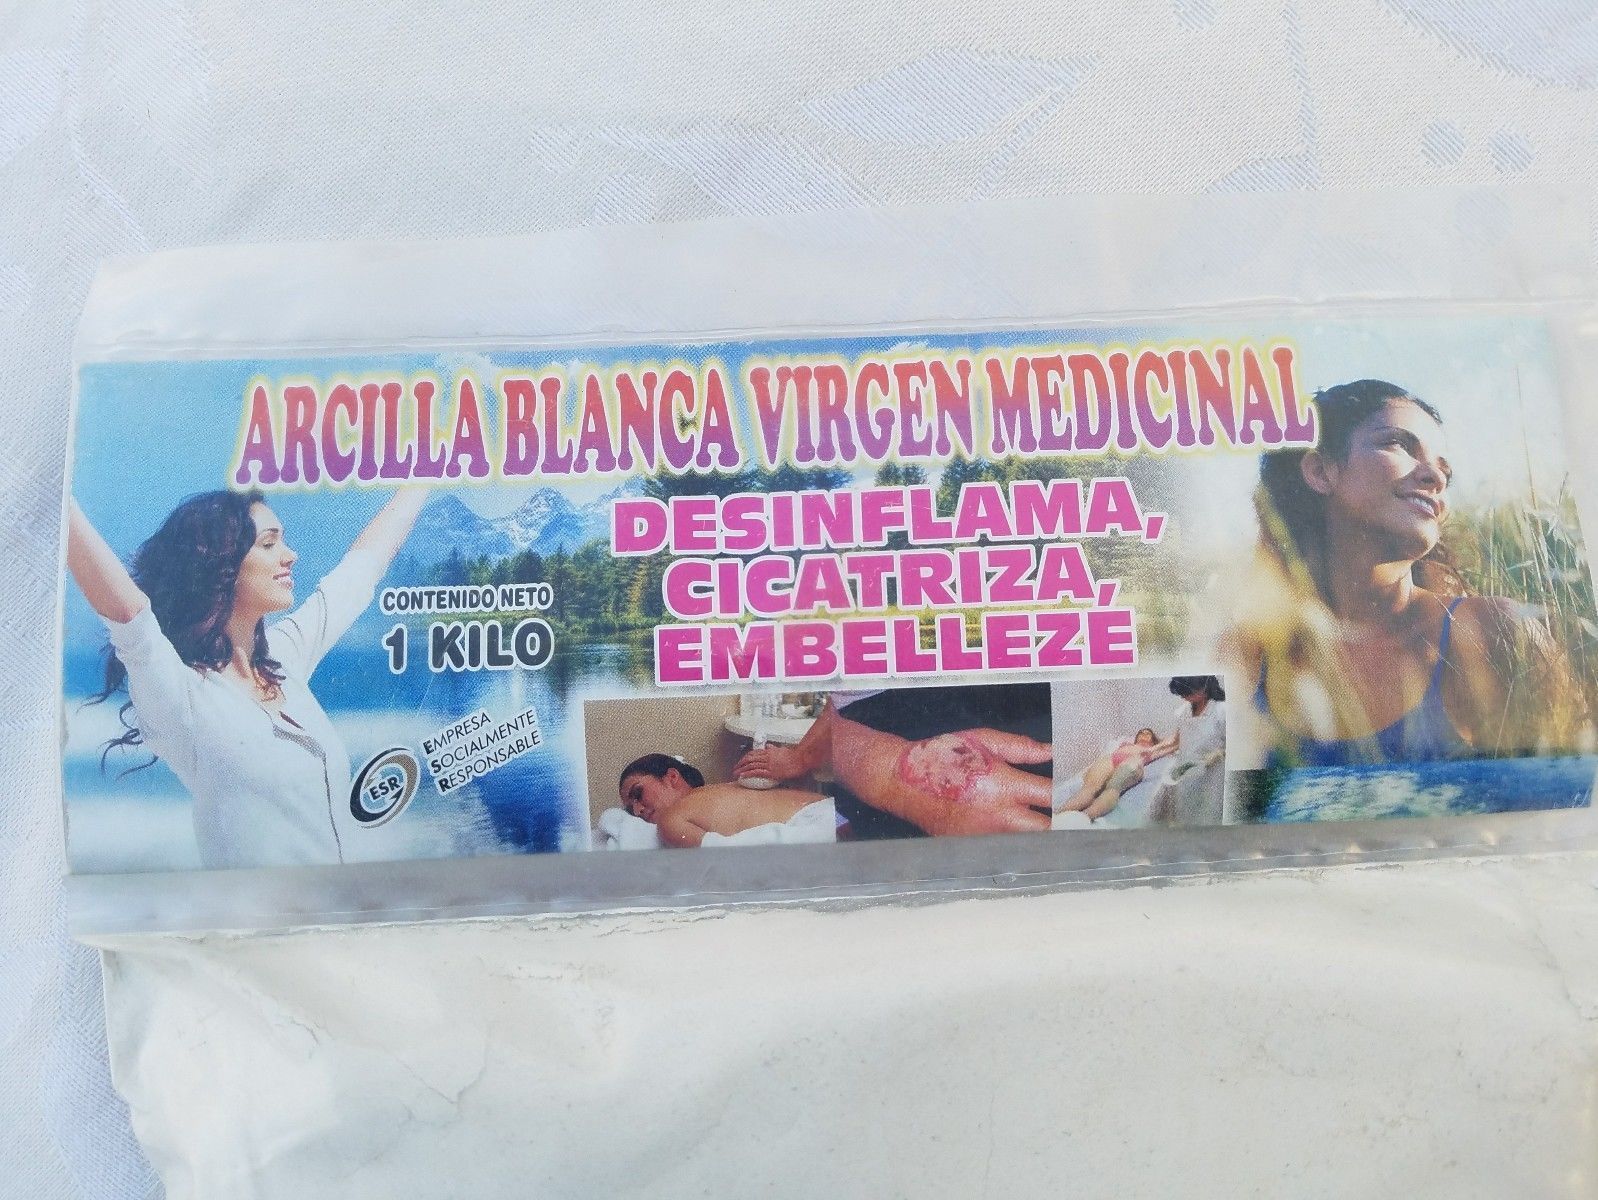 ARCILLA BLANCA VIRGEN MEDICINAL
DESINFLAMA,
CICATRIZA,
EMBELLEZE
CONTENIDO NETO
1 KILO
ESR
EMPRESA
SOCIALMENTE
RESPONSABLE